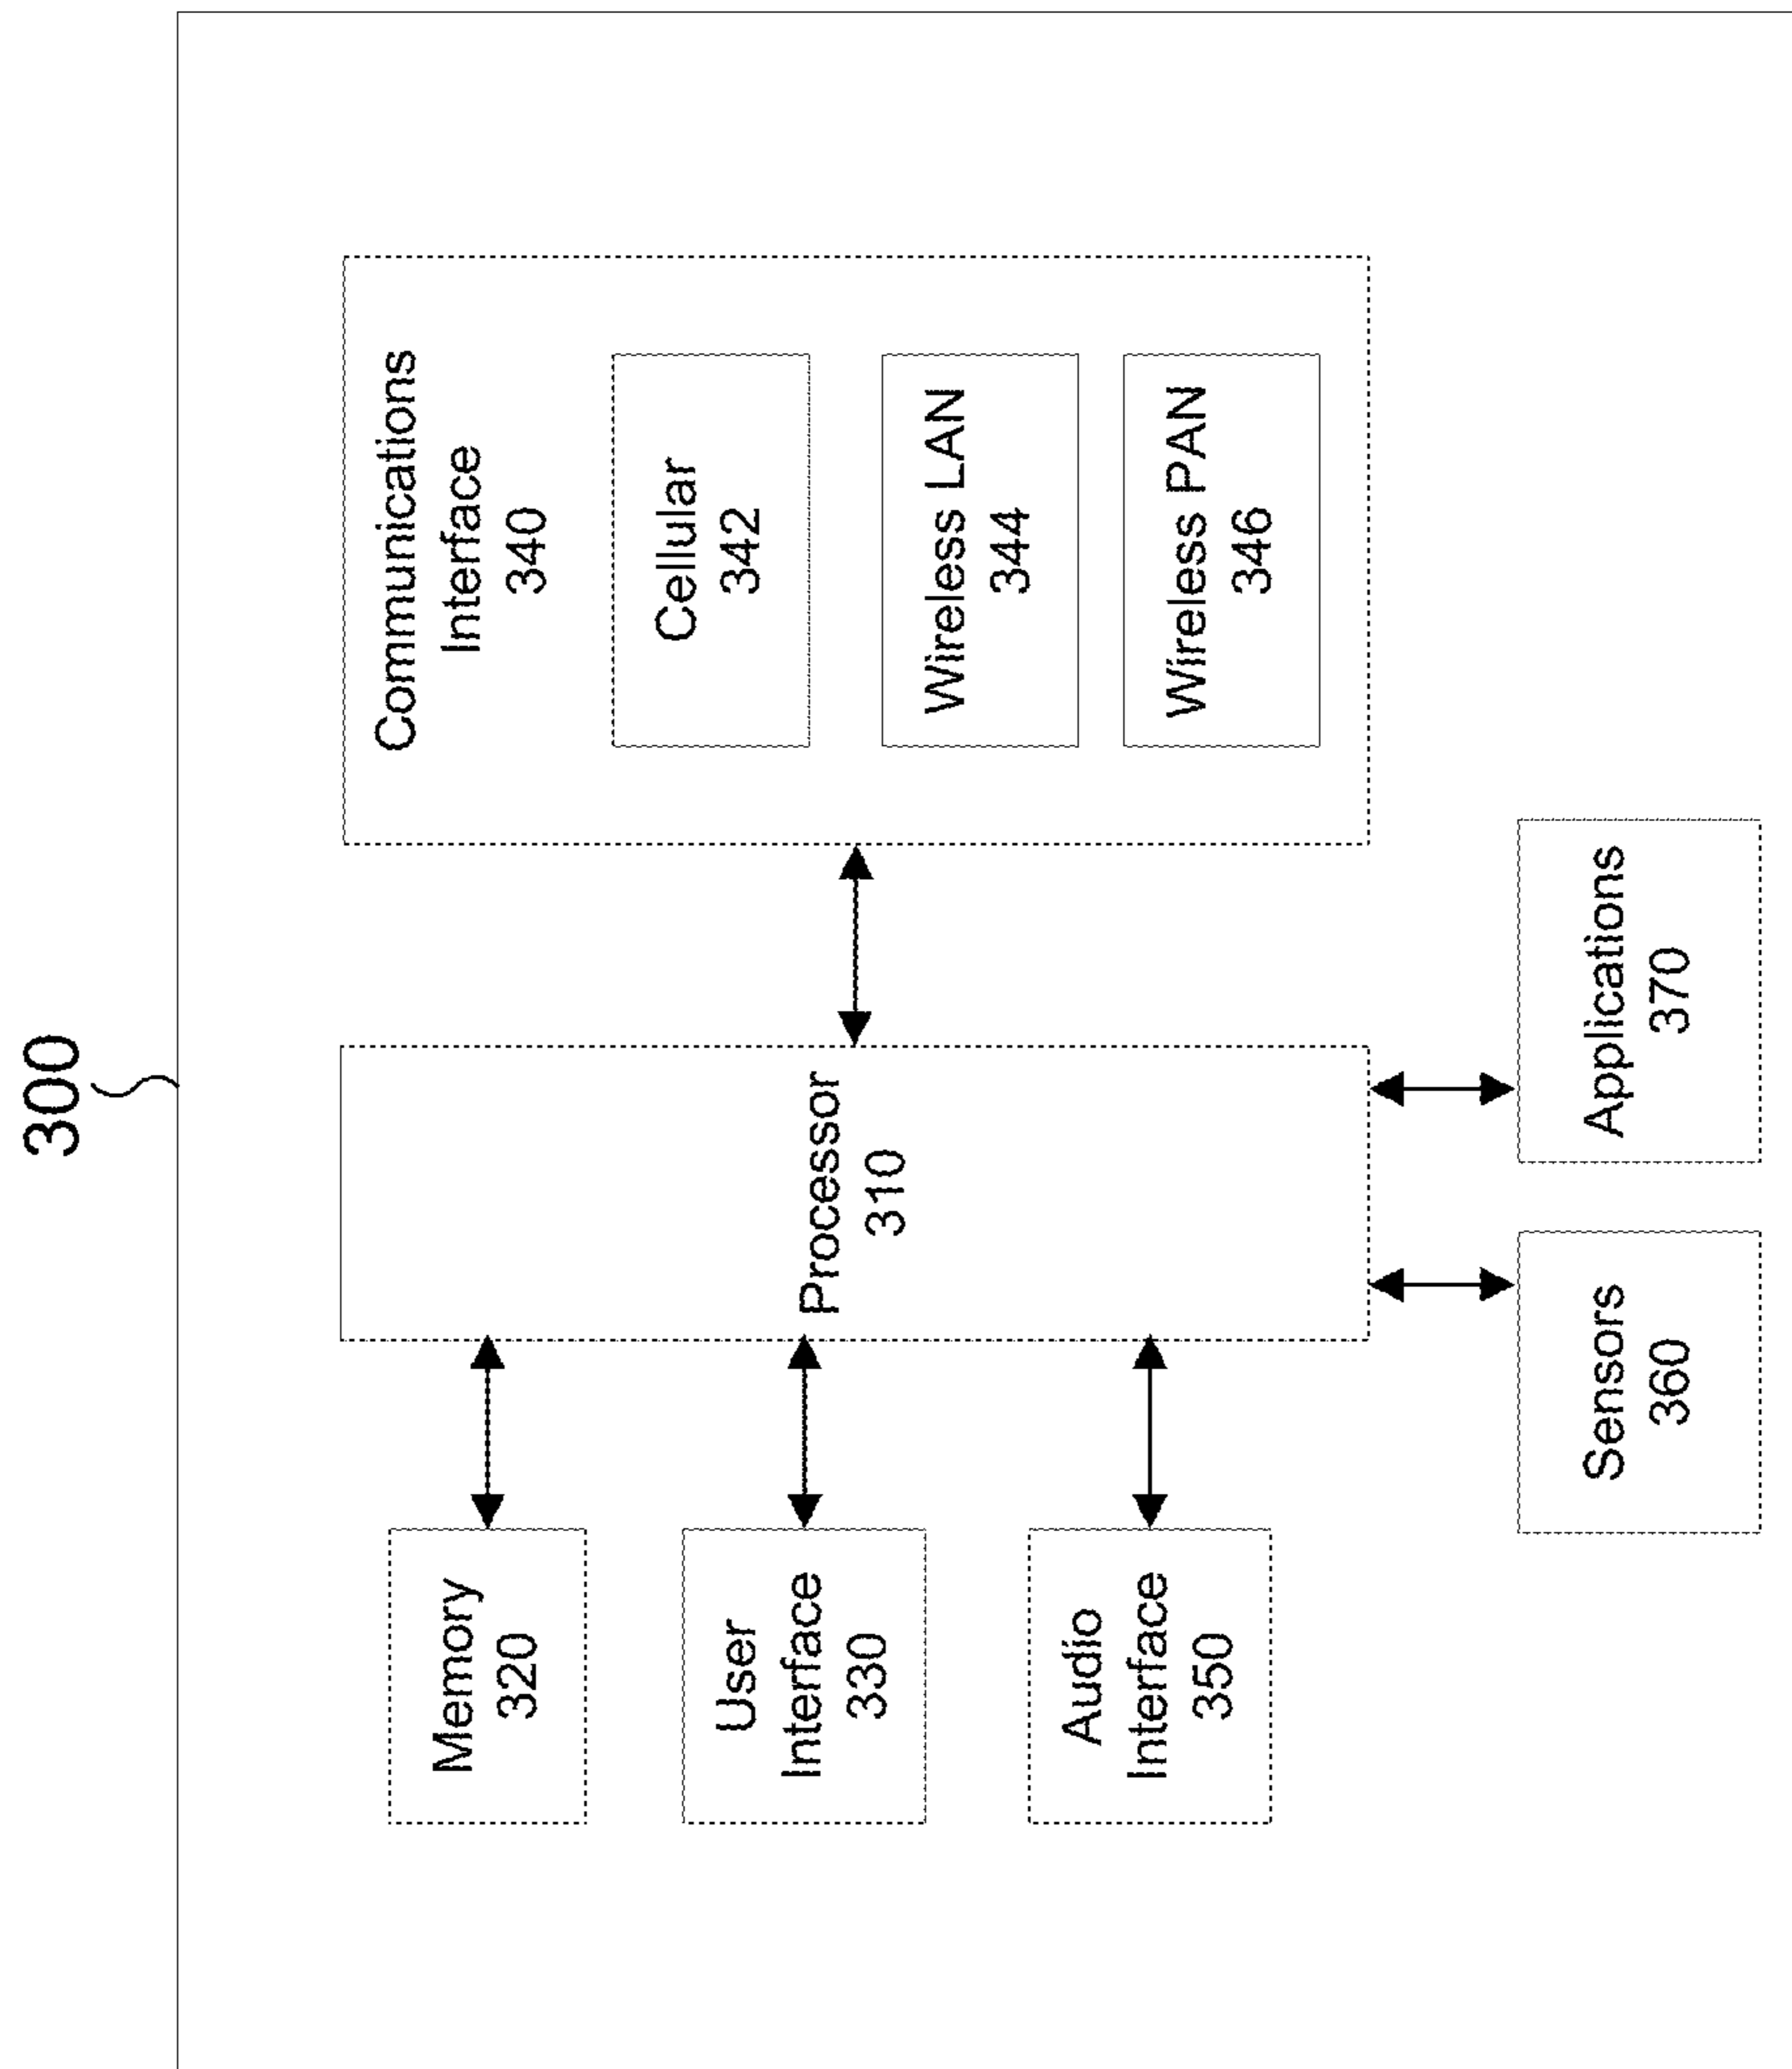 300
Memory
320
User
Interface
330
Audio
Interface
350
Processor
310
Communications
Interface
340
Cellular
342
Wireless LAN
344
Wireless PAN
346
Sensors
360
Applications
370